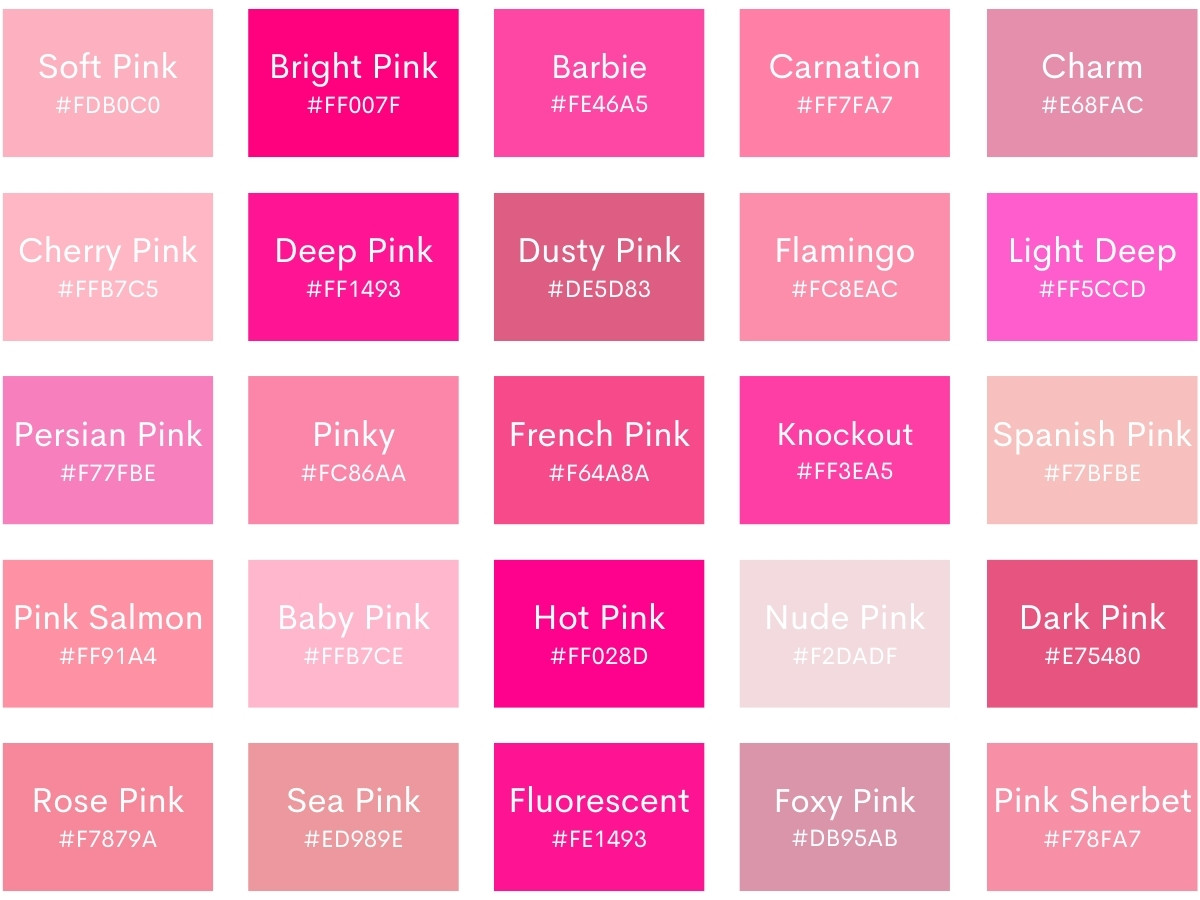 Soft Pink
#FDB0C0
Bright Pink
#FF007F
Barbie
#FE46A5
Carnation
#FF7FA7
Charm
#E68FAC
Cherry Pink
#FFB7C5
Deep Pink
#FF1493
Dusty Pink
#DE5D83
Flamingo
#FC8EAC
Light Deep
#FF5CCD
Persian Pink
#F77FBE
Pinky
#FC86AA
French Pink
#F64A8A
Knockout
#FF3EA5
Spanish Pink
#F7BFBE
Pink Salmon
#FF91A4
Baby Pink
#FFB7CE
Hot Pink
#FF028D
Nude Pink
#F2DADF
Dark Pink
#E75480
Rose Pink
#F7879A
Sea Pink
#ED989E
Fluorescent
#FE1493
Foxy Pink
#DB95AB
Pink Sherbet
#F78FA7